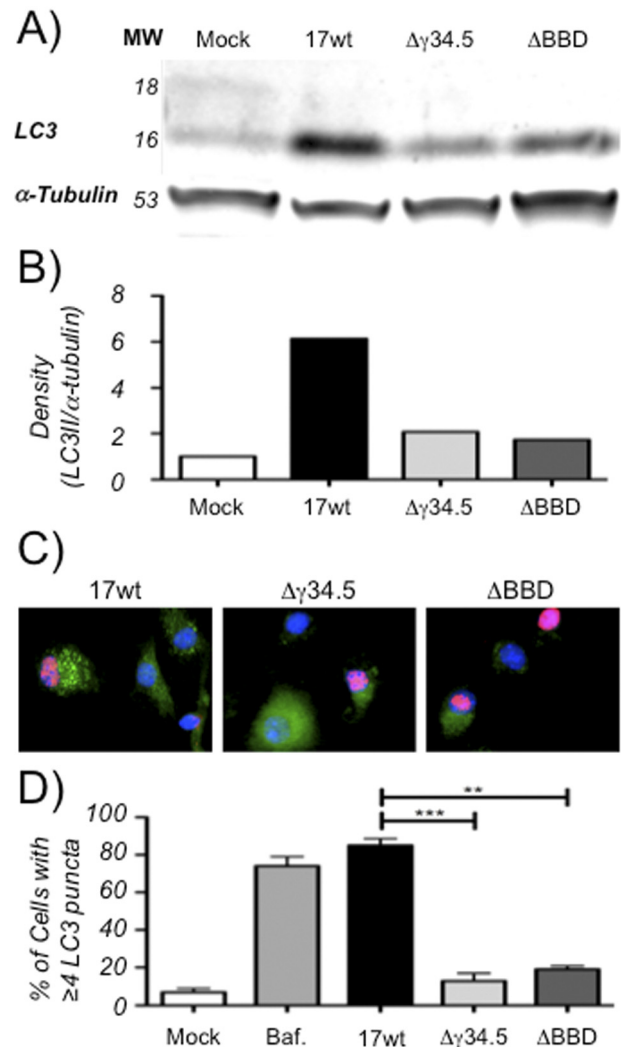 A)
MW Mock 17wt Δγ34.5 ΔBBD
18
LC3 16
α-Tubulin 53
B)
Density
(LC3II/α-tubulin)
8
6
4
2
0
Mock 17wt Δγ34.5 ΔBBD
C)
17wt Δγ34.5 ΔBBD
D)
% of Cells with
≥4 LC3 puncta
100
80
60
40
20
0
**
***
Mock Baf. 17wt Δγ34.5 ΔBBD